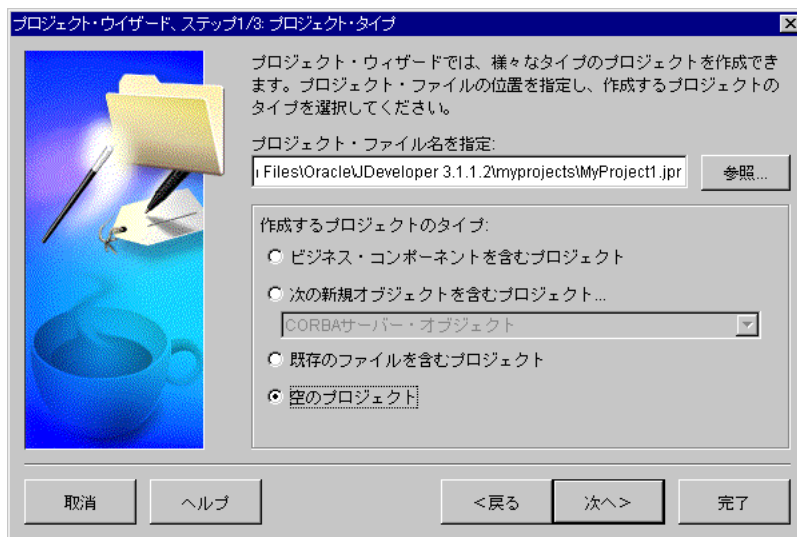 プロジェクト・ウイザード、ステップ1/3: プロジェクト・タイプ
プロジェクト・ウィザードでは、様々なタイプのプロジェクトを作成でき
ます。プロジェクト・ファイルの位置を指定し、作成するプロジェクトの
タイプを選択してください。
プロジェクト・ファイル名を指定:
Files\Oracle\JDeveloper 3.1.1.2\myprojects\MyProject1.jpr
参照...
作成するプロジェクトのタイプ:
ビジネス・コンポーネントを含むプロジェクト
次の新規オブジェクトを含むプロジェクト...
CORBAサーバー・オブジェクト
既存のファイルを含むプロジェクト
空のプロジェクト
取消
ヘルプ
<戻る
次へ>
完了